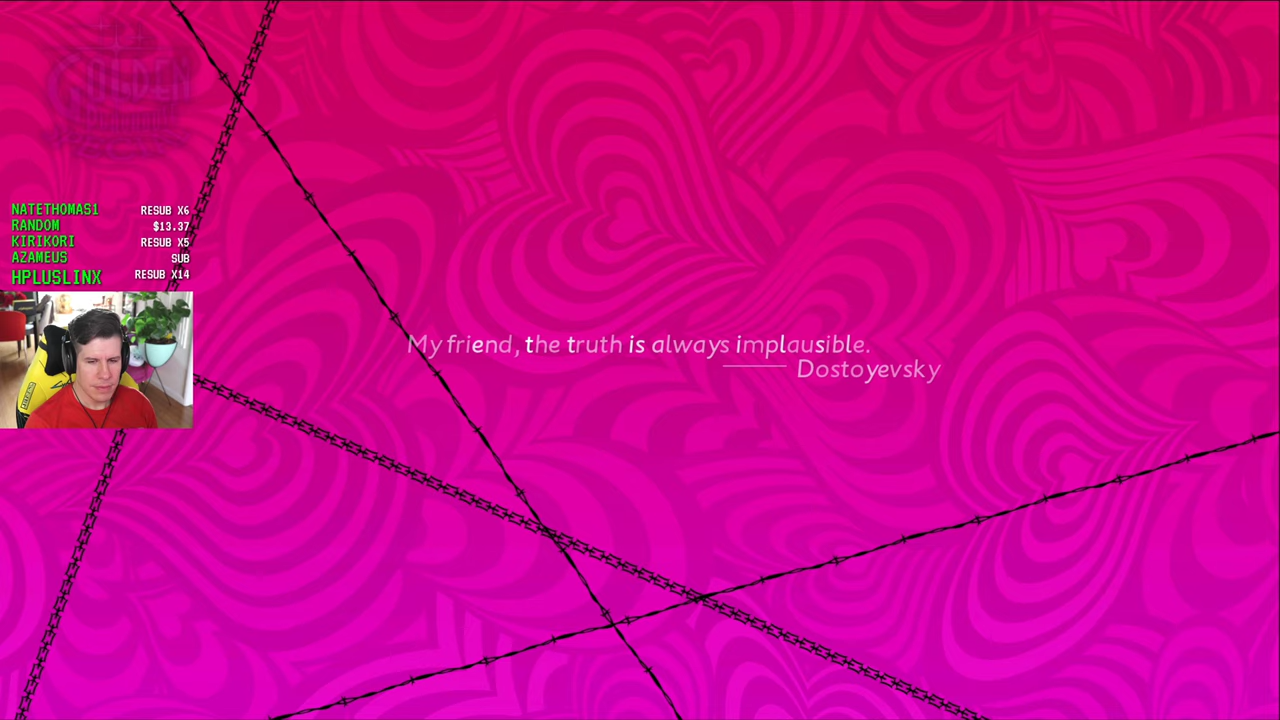 GOLDEN
NATETHOMAS1 RESUB X6
RANDOM $13.37
KIRIKORI RESUB X5
AZAMEUS SUB
HPLUSLINX RESUB X14
My friend, the truth is always implausible.
Dostoyevsky